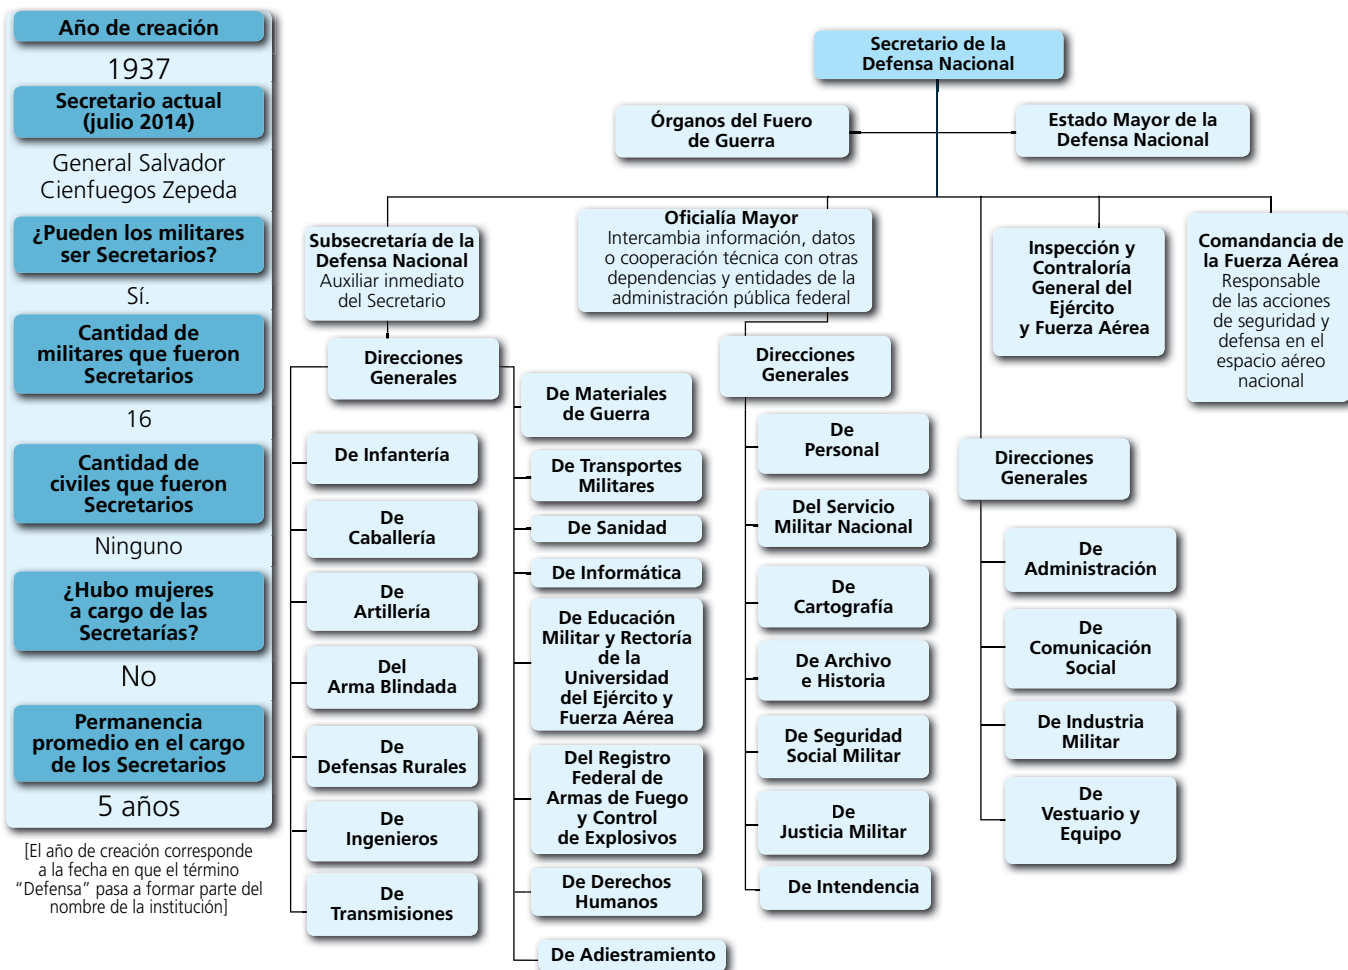 Año de creación
1937
Secretario actual
(julio 2014)
General Salvador
Cienfuegos Zepeda
¿Pueden los militares
ser Secretarios?
Sí.
Cantidad de
militares que fueron
Secretarios
16
Cantidad de
civiles que fueron
Secretarios
Ninguno
¿Hubo mujeres
a cargo de las
Secretarías?
No
Permanencia
promedio en el cargo
de los Secretarios
5 años
[El año de creación corresponde
a la fecha en que el término
“Defensa” pasa a formar parte del
nombre de la institución]
Secretario de la
Defensa Nacional
Órganos del Fuero
de Guerra
Estado Mayor de la
Defensa Nacional
Subsecretaría de la
Defensa Nacional
Auxiliar inmediato
del Secretario
Direcciones
Generales
De Infantería
De
Caballería
De
Artillería
Del
Arma Blindada
De
Defensas Rurales
De
Ingenieros
De
Transmisiones
De Materiales
de Guerra
De Transportes
Militares
De Sanidad
De Informática
De Educación
Militar y Rectoría
de la
Universidad
del Ejército y
Fuerza Aérea
Del Registro
Federal de
Armas de Fuego
y Control
de Explosivos
De Derechos
Humanos
De Adiestramiento
Oficialía Mayor
Intercambia información, datos
o cooperación técnica con otras
dependencias y entidades de la
administración pública federal
Direcciones
Generales
De
Personal
Del Servicio
Militar Nacional
De
Cartografía
De Archivo
e Historia
De Seguridad
Social Militar
De
Justicia Militar
De Intendencia
Direcciones
Generales
De
Administración
De
Comunicación
Social
De Industria
Militar
De
Vestuario y
Equipo
Inspección y
Contraloría
General del
Ejército
y Fuerza Aérea
Comandancia de
la Fuerza Aérea
Responsable
de las acciones
de seguridad y
defensa en el
espacio aéreo
nacional